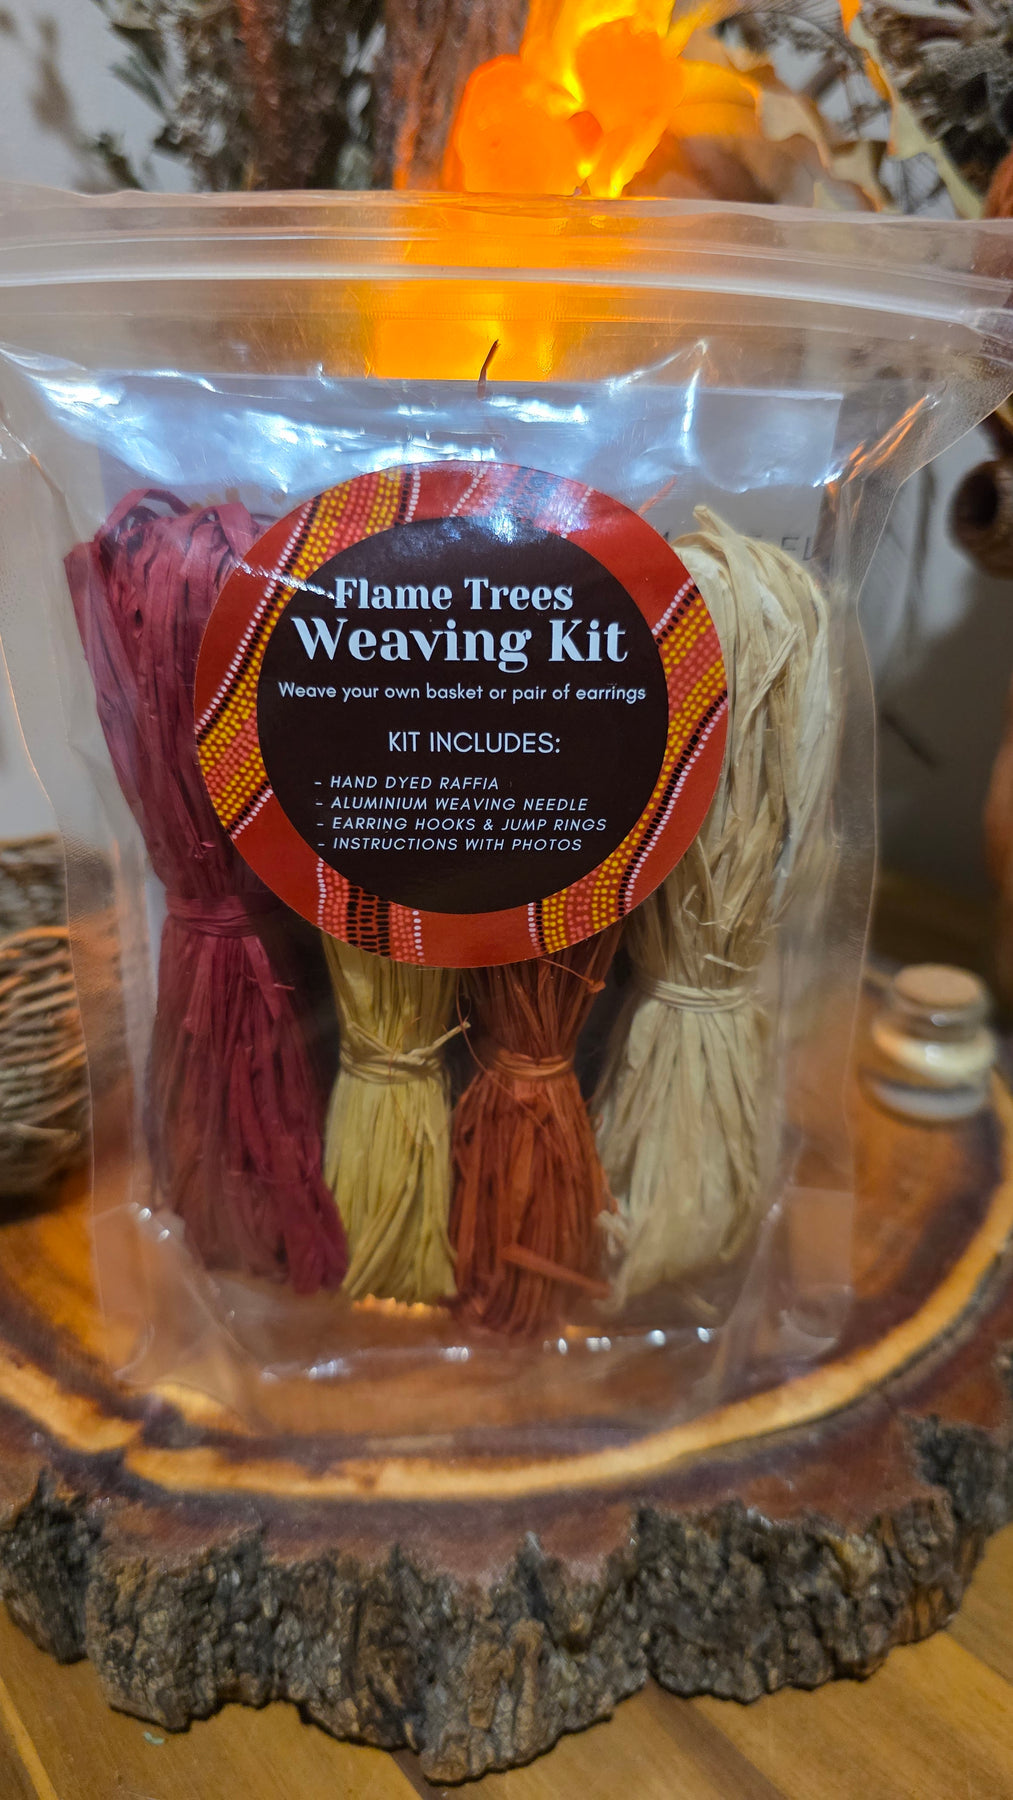 Flame Trees
Weaving Kit
Weave your own basket or pair of earrings
KIT INCLUDES:
- HAND DYED RAFFIA
- ALUMINIUM WEAVING NEEDLE
- EARRING HOOKS & JUMP RINGS
- INSTRUCTIONS WITH PHOTOS